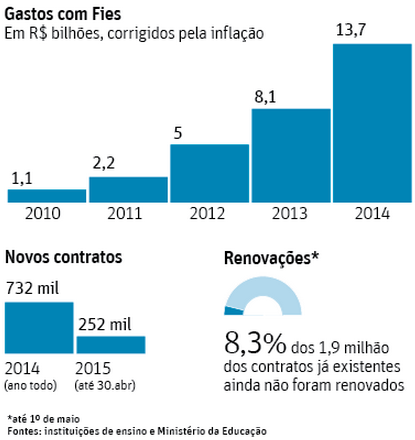 Gastos com Fies
Em R$ bilhões, corrigidos pela inflação
1,1
2,2
5
8,1
13,7
2010
2011
2012
2013
2014
Novos contratos
732 mil
252 mil
2014
(ano todo)
2015
(até 30.abr)
Renovações*
8,3% dos 1,9 milhão
dos contratos já existentes
ainda não foram renovados
*até 1º de maio
Fontes: instituições de ensino e Ministério da Educação